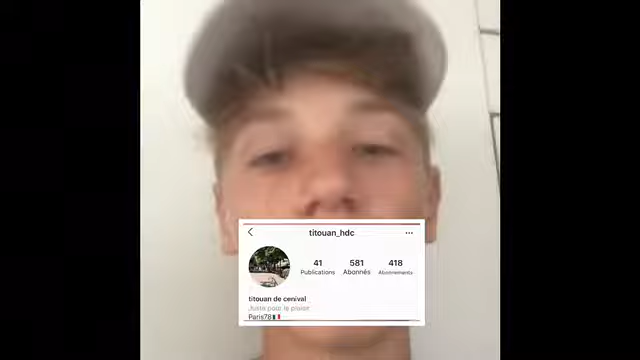 titouan_hdc
41 581 418
Publications Abonnés Abonnements
titouan de cenival
Juste pour le plaisir
Paris78🇫🇷